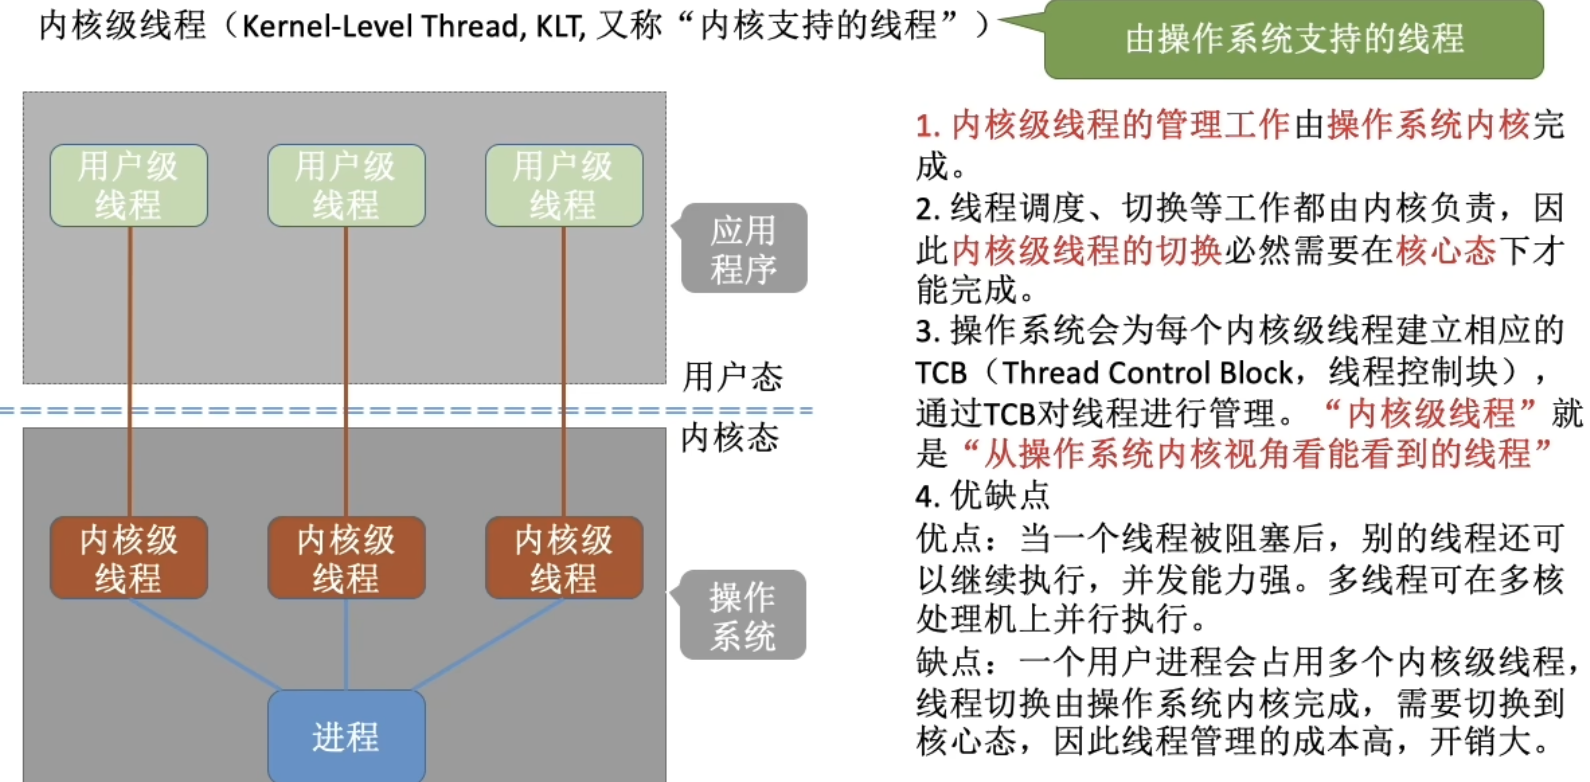 内核级线程（Kernel-Level Thread, KLT, 又称“内核支持的线程”）
由操作系统支持的线程
用户级
线程
用户级
线程
用户级
线程
应用
程序
用户态
内核态
内核级
线程
内核级
线程
内核级
线程
操作
系统
进程
1. 内核级线程的管理工作由操作系统内核完
成。
2. 线程调度、切换等工作都由内核负责，因
此内核级线程的切换必然需要在核心态下才
能完成。
3. 操作系统会为每个内核级线程建立相应的
TCB（Thread Control Block，线程控制块），
通过TCB对线程进行管理。“内核级线程”就
是“从操作系统内核视角看能看到的线程”
4. 优缺点
优点：当一个线程被阻塞后，别的线程还可
以继续执行，并发能力强。多线程可在多核
处理机上并行执行。
缺点：一个用户进程会占用多个内核级线程，
线程切换由操作系统内核完成，需要切换到
核心态，因此线程管理的成本高，开销大。